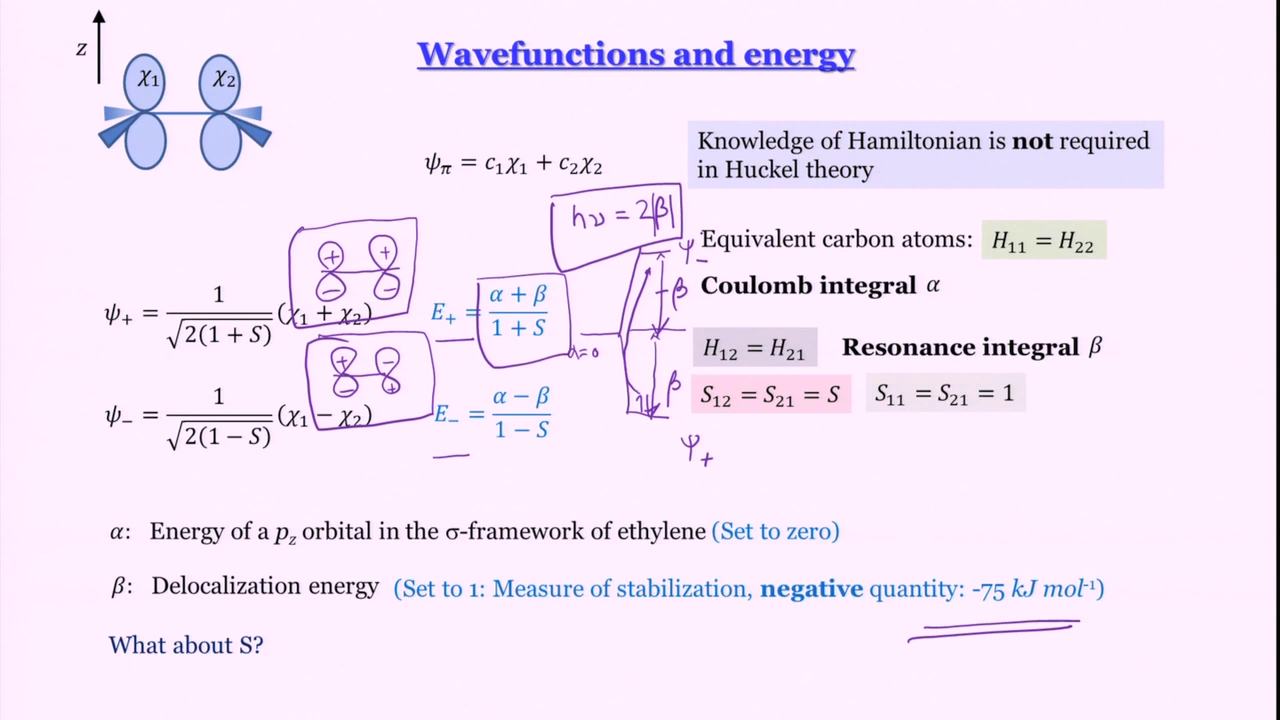 Wavefunctions and energy
z
χ₁ χ₂
ψ_π = c₁χ₁ + c₂χ₂
Knowledge of Hamiltonian is not required
in Huckel theory
hν = 2|β|
ψ₋
Equivalent carbon atoms: H₁₁ = H₂₂
Coulomb integral α
+ +
− −
ψ₊ = 1/√2(1 + S) (χ₁ + χ₂) E₊ = α + β / 1 + S
β
α=0
H₁₂ = H₂₁ Resonance integral β
+ −
− +
S₁₂ = S₂₁ = S S₁₁ = S₂₁ = 1
β
ψ₋ = 1/√2(1 − S) (χ₁ − χ₂) E₋ = α − β / 1 − S
ψ₊
α: Energy of a p_z orbital in the σ-framework of ethylene (Set to zero)
β: Delocalization energy (Set to 1: Measure of stabilization, negative quantity: -75 kJ mol⁻¹)
What about S?